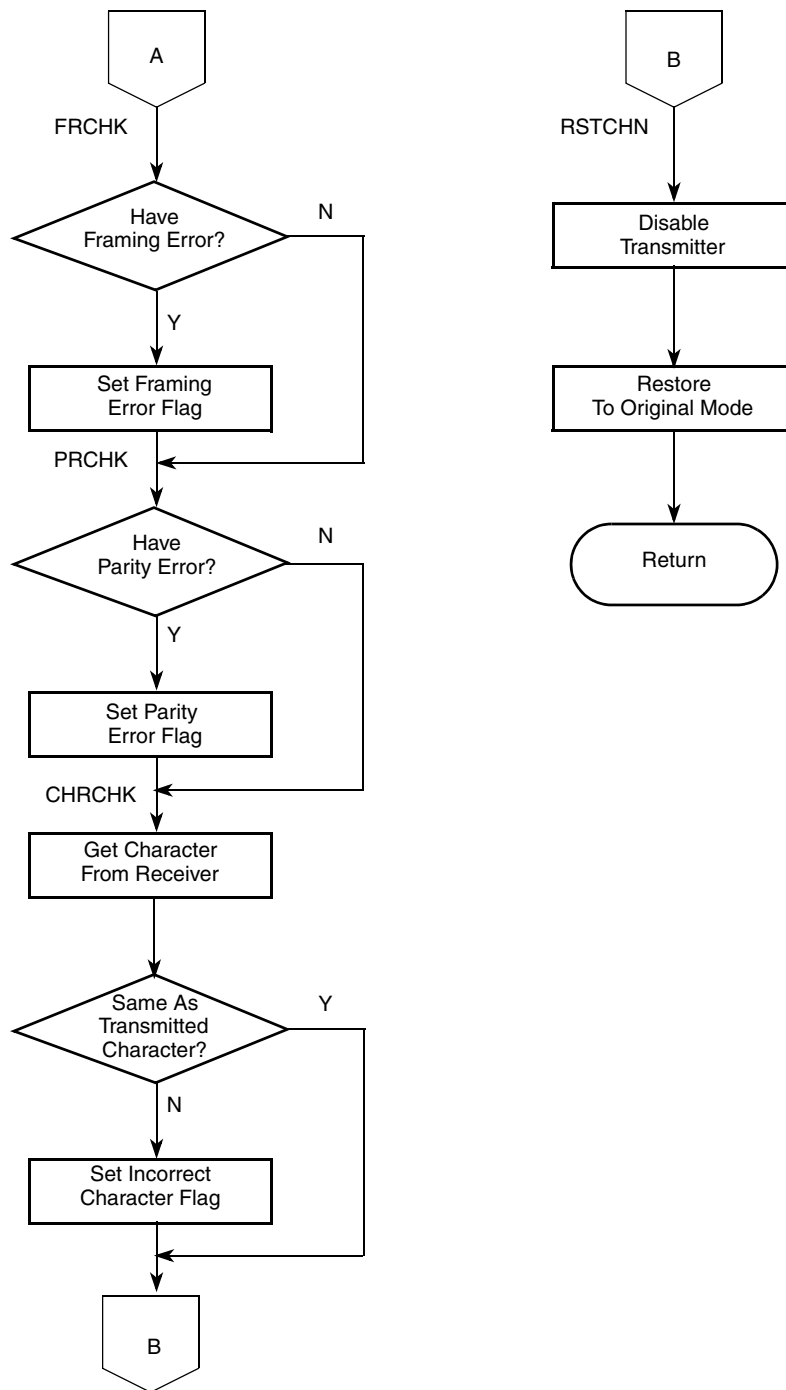 A
FRCHK
Have
Framing Error?
N
Y
Set Framing
Error Flag
PRCHK
Have
Parity Error?
N
Y
Set Parity
Error Flag
CHRCHK
Get Character
From Receiver
Same As
Transmitted
Character?
Y
N
Set Incorrect
Character Flag
B
B
RSTCHN
Disable
Transmitter
Restore
To Original Mode
Return